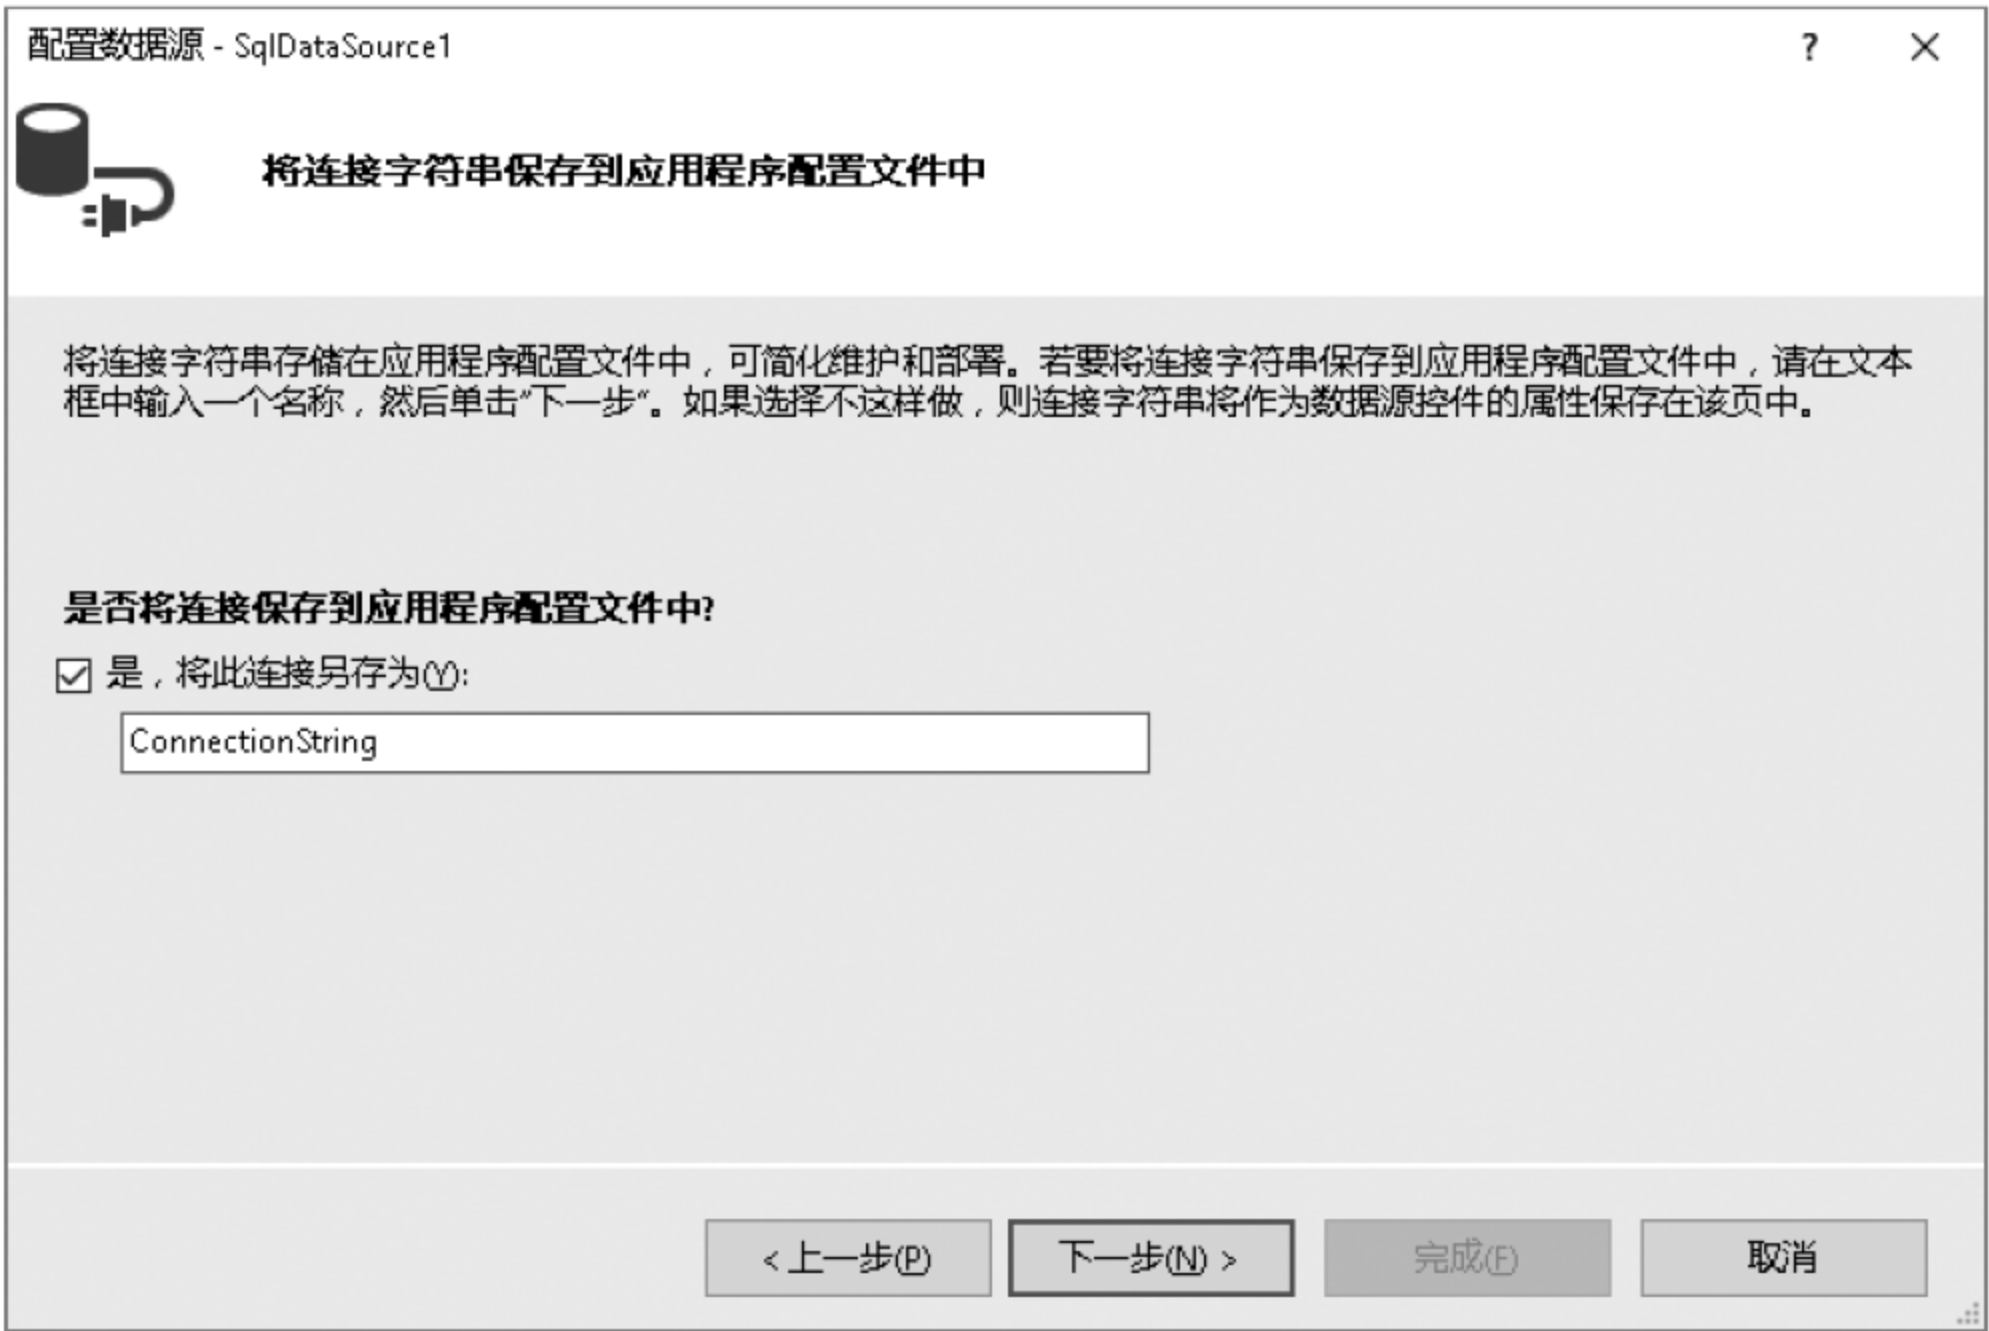 配置数据源 - SqlDataSource1
?
将连接字符串保存到应用程序配置文件中
将连接字符串存储在应用程序配置文件中，可简化维护和部署。若要将连接字符串保存到应用程序配置文件中，请在文本
框中输入一个名称，然后单击"下一步"。如果选择不这样做，则连接字符串将作为数据源控件的属性保存在该页中。
是否将连接保存到应用程序配置文件中?
是，将此连接另存为(Y):
ConnectionString
< 上一步(P)
下一步(N) >
完成(F)
取消